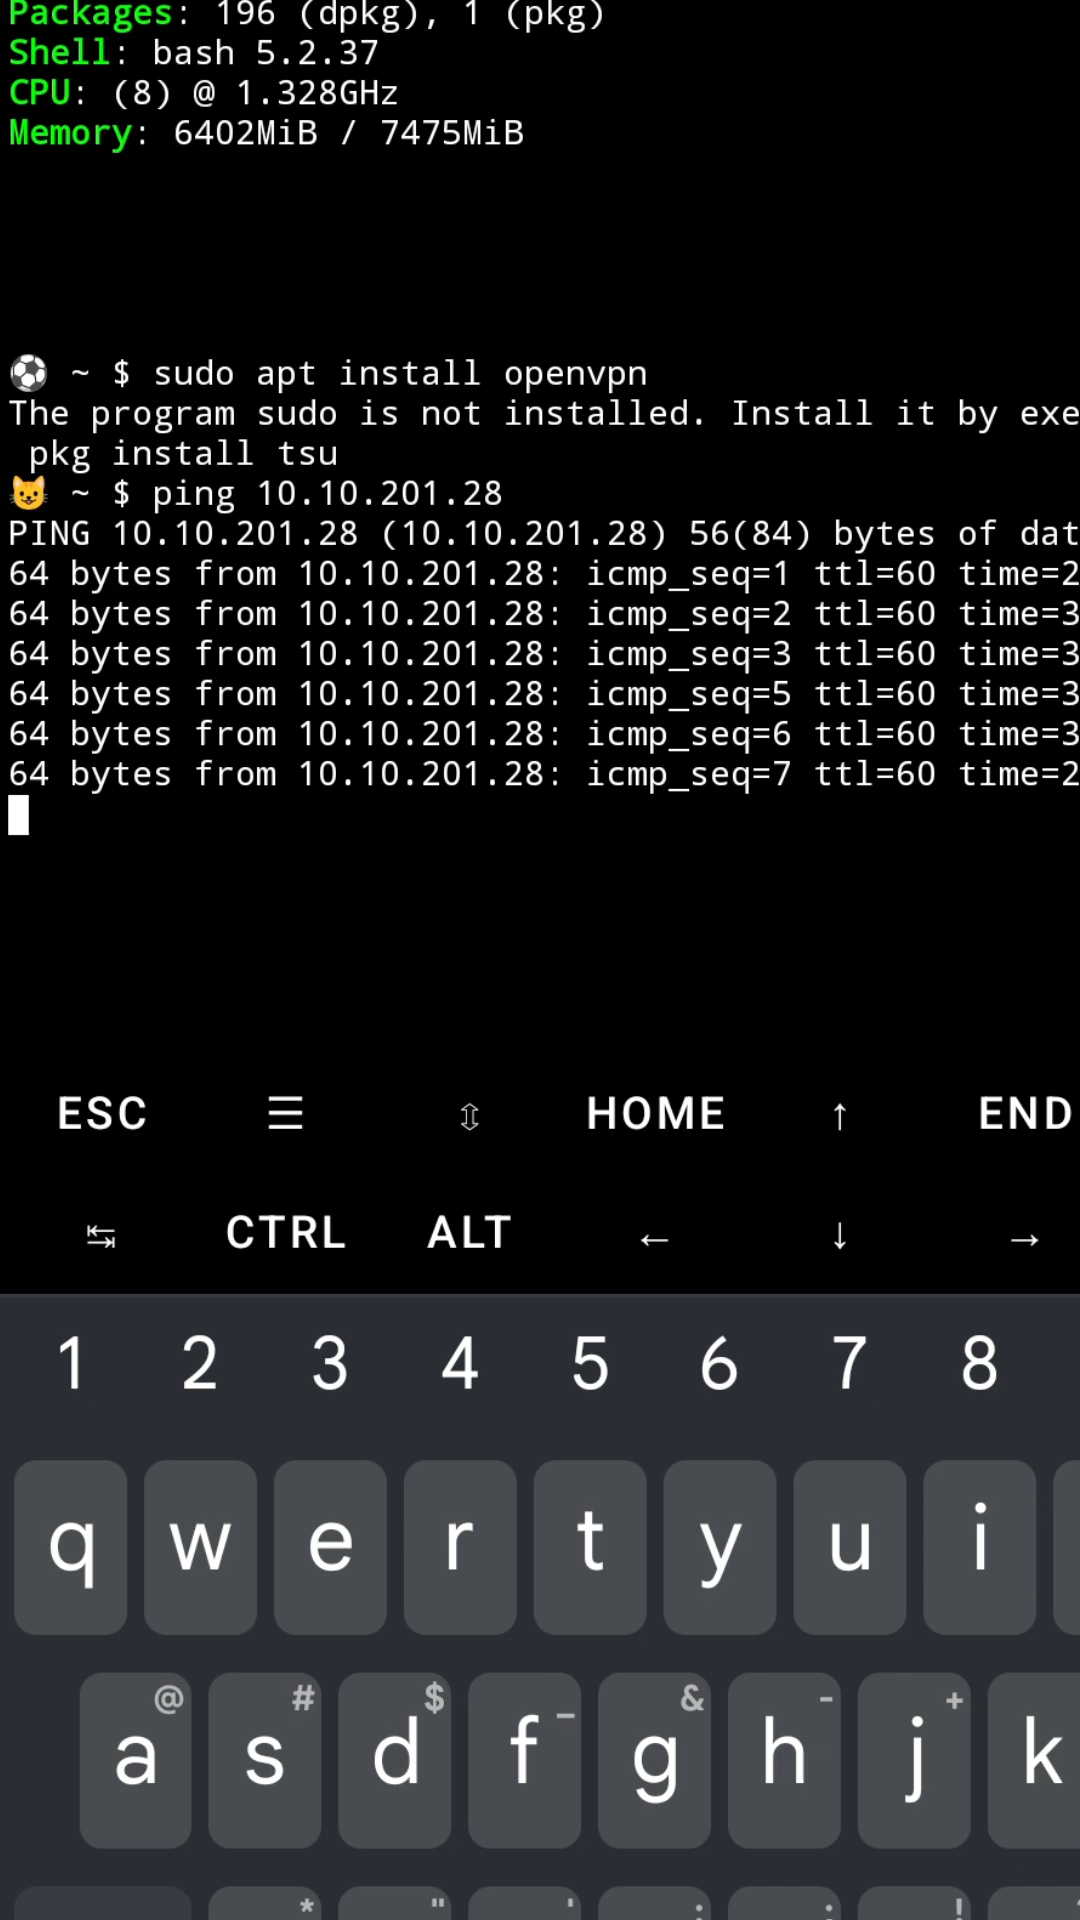 Packages: 196 (dpkg), 1 (pkg)
Shell: bash 5.2.37
CPU: (8) @ 1.328GHz
Memory: 6402MiB / 7475MiB
⚽ ~ $ sudo apt install openvpn
The program sudo is not installed. Install it by exe
pkg install tsu
😺 ~ $ ping 10.10.201.28
PING 10.10.201.28 (10.10.201.28) 56(84) bytes of dat
64 bytes from 10.10.201.28: icmp_seq=1 ttl=60 time=2
64 bytes from 10.10.201.28: icmp_seq=2 ttl=60 time=3
64 bytes from 10.10.201.28: icmp_seq=3 ttl=60 time=3
64 bytes from 10.10.201.28: icmp_seq=5 ttl=60 time=3
64 bytes from 10.10.201.28: icmp_seq=6 ttl=60 time=3
64 bytes from 10.10.201.28: icmp_seq=7 ttl=60 time=2
ESC ☰ ⇳ HOME ↑ END
↹ CTRL ALT ← ↓ →
1 2 3 4 5 6 7 8
q w e r t y u i
@ # $ _ & - +
a s d f g h j k
* " ' : ; !